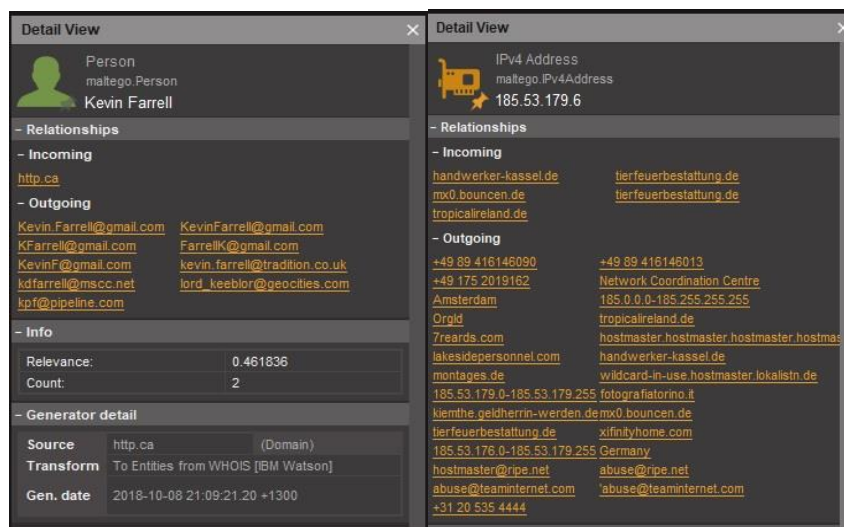 Detail View
Person
maltego.Person
Kevin Farrell
– Relationships
– Incoming
http.ca
– Outgoing
Kevin.Farrell@gmail.com KevinFarrell@gmail.com
KFarrell@gmail.com FarrellK@gmail.com
KevinF@gmail.com kevin.farrell@tradition.co.uk
kdfarrell@mscc.net lord_keeblor@geocities.com
kpf@pipeline.com
– Info
Relevance: 0.461836
Count: 2
– Generator detail
Source http.ca (Domain)
Transform To Entities from WHOIS [IBM Watson]
Gen. date 2018-10-08 21:09:21.20 +1300
Detail View
IPv4 Address
maltego.IPv4Address
185.53.179.6
– Relationships
– Incoming
handwerker-kassel.de tierfeuerbestattung.de
mx0.bouncen.de tierfeuerbestattung.de
tropicalireland.de
– Outgoing
+49 89 416146090 +49 89 416146013
+49 175 2019162 Network Coordination Centre
Amsterdam 185.0.0.0-185.255.255.255
OrgId tropicalireland.de
7reards.com hostmaster.hostmaster.hostmaster.hostmas
lakesidepersonnel.com handwerker-kassel.de
montages.de wildcard-in-use.hostmaster.lokalistn.de
185.53.179.0-185.53.179.255 fotografiatorino.it
kiemthe.geldherrin-werden.de mx0.bouncen.de
tierfeuerbestattung.de xifinityhome.com
185.53.176.0-185.53.179.255 Germany
hostmaster@ripe.net abuse@ripe.net
abuse@teaminternet.com 'abuse@teaminternet.com
+31 20 535 4444